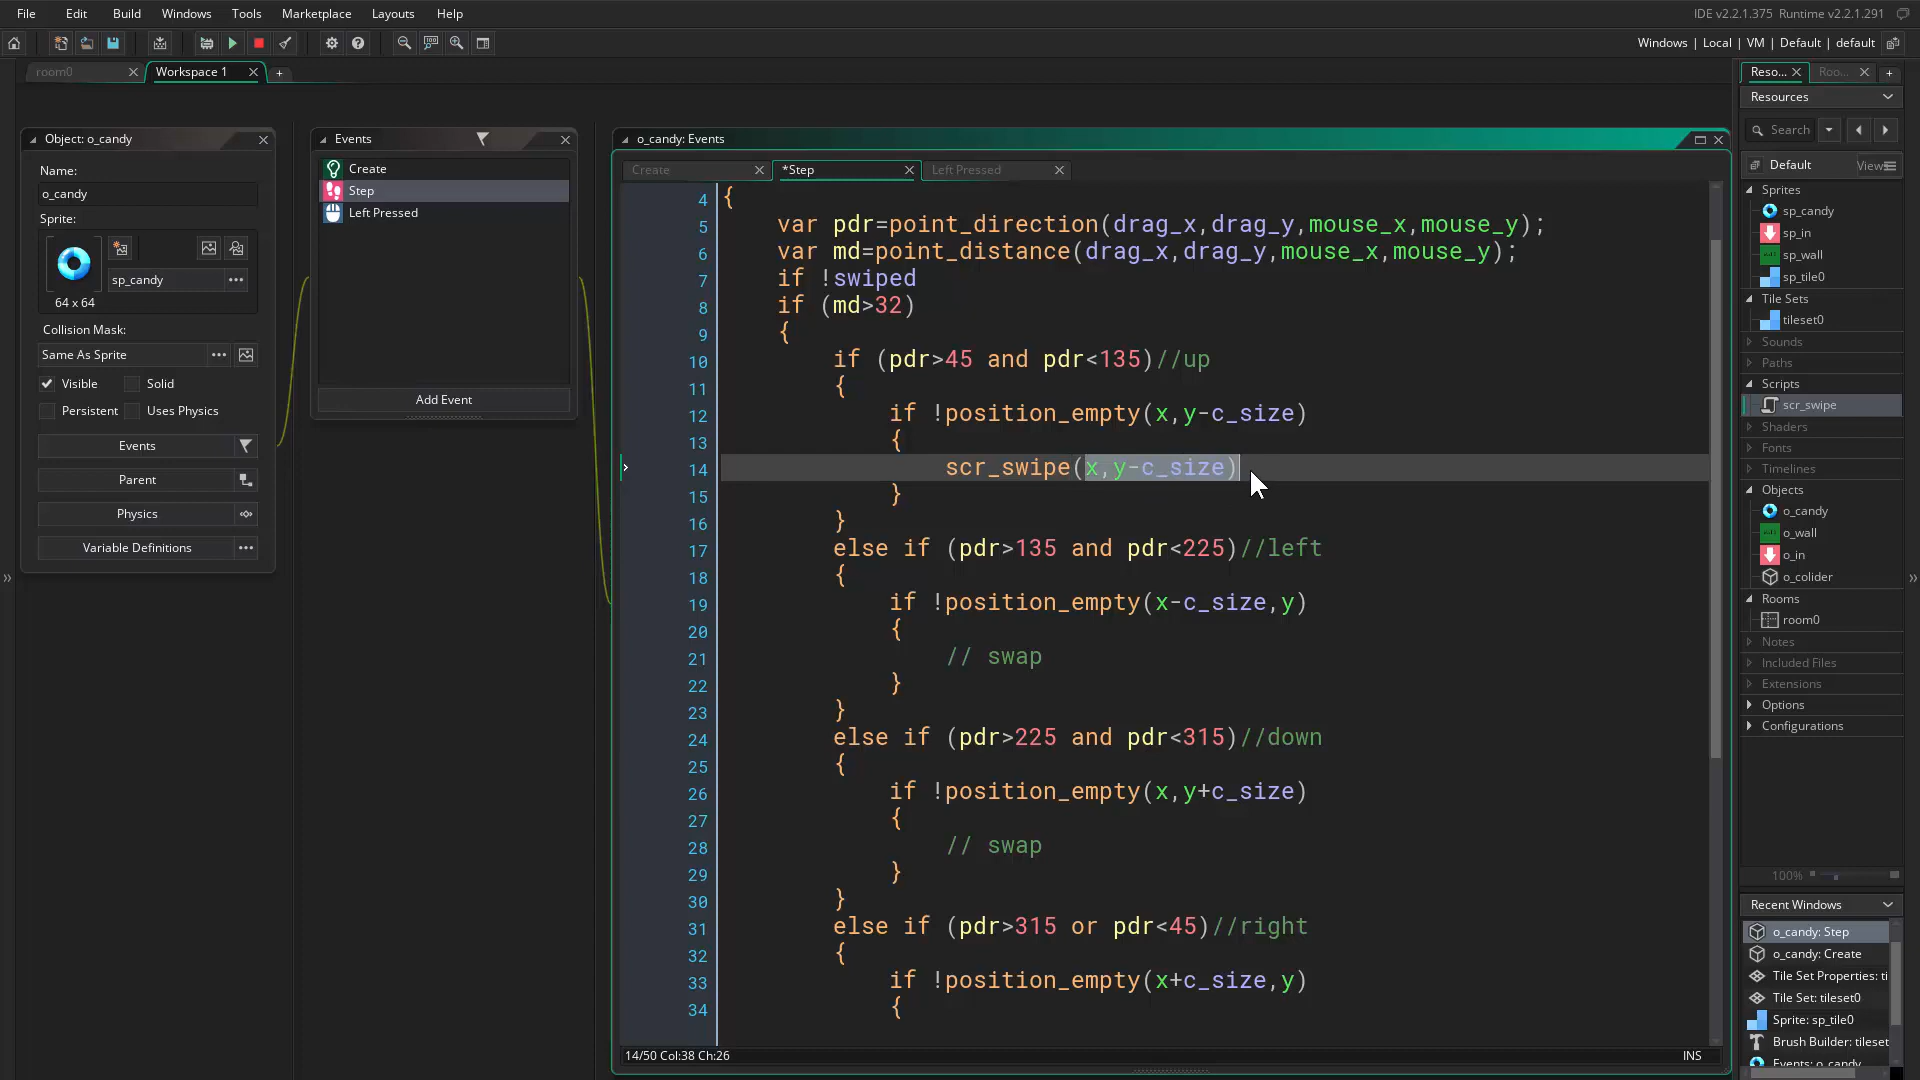 File Edit Build Windows Tools Marketplace Layouts Help
IDE v2.2.1.375 Runtime v2.2.1.291
Windows | Local | VM | Default | default
room0
Workspace 1
Object: o_candy
Name:
o_candy
Sprite:
sp_candy
64 x 64
Collision Mask:
Same As Sprite
Visible Solid
Persistent Uses Physics
Events
Parent
Physics
Variable Definitions
Events
Create
Step
Left Pressed
Add Event
o_candy: Events
Create
*Step
Left Pressed
4 {
5 var pdr=point_direction(drag_x,drag_y,mouse_x,mouse_y);
6 var md=point_distance(drag_x,drag_y,mouse_x,mouse_y);
7 if !swiped
8 if (md>32)
9 {
10 if (pdr>45 and pdr<135)//up
11 {
12 if !position_empty(x,y-c_size)
13 {
14 scr_swipe(x,y-c_size)
15 }
16 }
17 else if (pdr>135 and pdr<225)//left
18 {
19 if !position_empty(x-c_size,y)
20 {
21 // swap
22 }
23 }
24 else if (pdr>225 and pdr<315)//down
25 {
26 if !position_empty(x,y+c_size)
27 {
28 // swap
29 }
30 }
31 else if (pdr>315 or pdr<45)//right
32 {
33 if !position_empty(x+c_size,y)
34 {
14/50 Col:38 Ch:26
INS
Reso...
Roo...
Resources
Search
Default
View
Sprites
sp_candy
sp_in
sp_wall
sp_tile0
Tile Sets
tileset0
Sounds
Paths
Scripts
scr_swipe
Shaders
Fonts
Timelines
Objects
o_candy
o_wall
o_in
o_colider
Rooms
room0
Notes
Included Files
Extensions
Options
Configurations
100%
Recent Windows
o_candy: Step
o_candy: Create
Tile Set Properties: ti
Tile Set: tileset0
Sprite: sp_tile0
Brush Builder: tileset
Events: o_candy